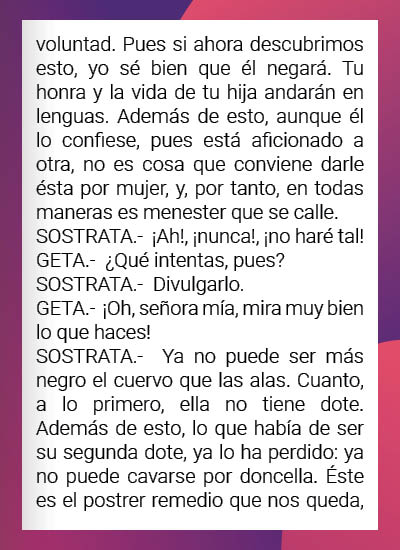 voluntad. Pues si ahora descubrimos
esto, yo sé bien que él negará. Tu
honra y la vida de tu hija andarán en
lenguas. Además de esto, aunque él
lo confiese, pues está aficionado a
otra, no es cosa que conviene darle
ésta por mujer, y, por tanto, en todas
maneras es menester que se calle.
SOSTRATA.- ¡Ah!, ¡nunca!, ¡no haré tal!
GETA.- ¿Qué intentas, pues?
SOSTRATA.- Divulgarlo.
GETA.- ¡Oh, señora mía, mira muy bien
lo que haces!
SOSTRATA.- Ya no puede ser más
negro el cuervo que las alas. Cuanto,
a lo primero, ella no tiene dote.
Además de esto, lo que había de ser
su segunda dote, ya lo ha perdido: ya
no puede cavarse por doncella. Éste
es el postrer remedio que nos queda,